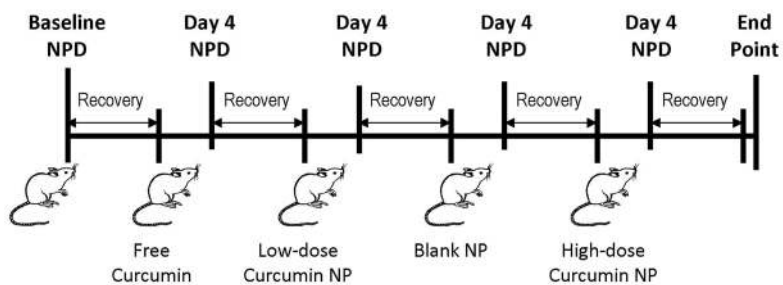 Baseline NPD
Day 4 NPD
Day 4 NPD
Day 4 NPD
Day 4 NPD
End Point
Recovery
Recovery
Recovery
Recovery
Recovery
Free Curcumin
Low-dose Curcumin NP
Blank NP
High-dose Curcumin NP